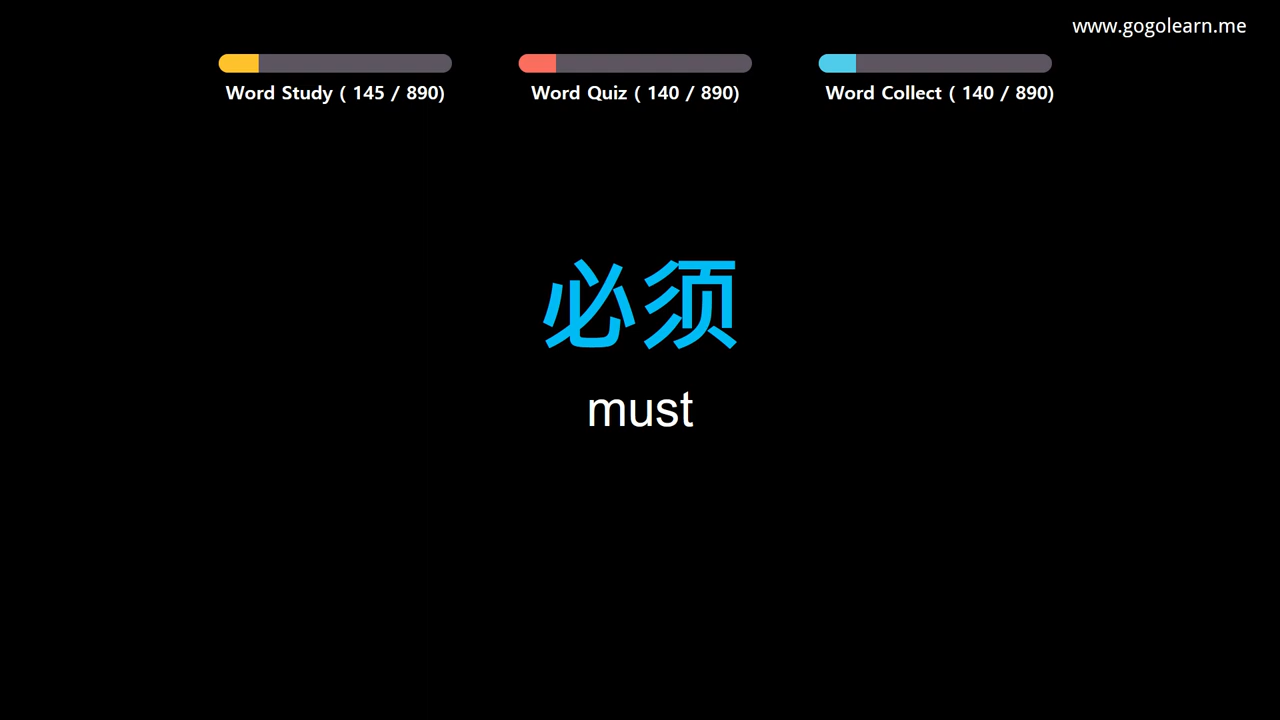 www.gogolearn.me
Word Study ( 145 / 890)
Word Quiz ( 140 / 890)
Word Collect ( 140 / 890)
必须
must